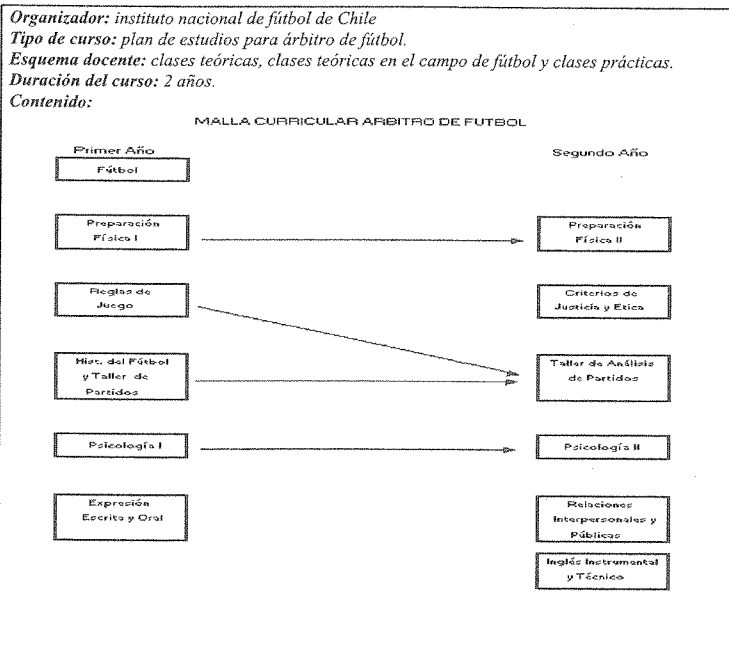 Organizador: instituto nacional de fútbol de Chile
Tipo de curso: plan de estudios para árbitro de fútbol.
Esquema docente: clases teóricas, clases teóricas en el campo de fútbol y clases prácticas.
Duración del curso: 2 años.
Contenido:
MALLA CURRICULAR ARBITRO DE FUTBOL
Primer Año
Fútbol
Preparación
Física I
Reglas de
Juego
Hist. del Fútbol
y Taller de
Partidos
Psicología I
Expresión
Escrita y Oral
Segundo Año
Preparación
Física II
Criterios de
Justicia y Etica
Taller de Análisis
de Partidos
Psicología II
Relaciones
Interpersonales y
Públicas
Inglés Instrumental
y Técnico